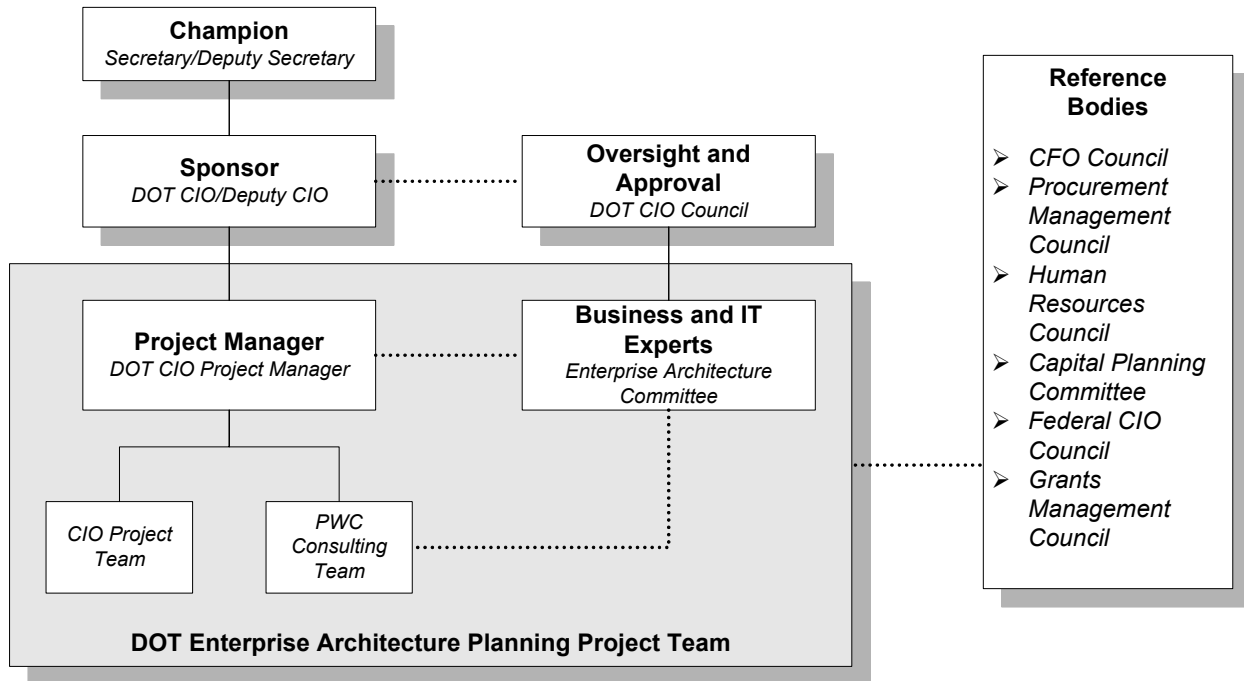 Champion
Secretary/Deputy Secretary
Sponsor
DOT CIO/Deputy CIO
Oversight and
Approval
DOT CIO Council
Project Manager
DOT CIO Project Manager
Business and IT
Experts
Enterprise Architecture
Committee
CIO Project
Team
PWC
Consulting
Team
DOT Enterprise Architecture Planning Project Team
Reference
Bodies
➢ CFO Council
➢ Procurement
Management
Council
➢ Human
Resources
Council
➢ Capital Planning
Committee
➢ Federal CIO
Council
➢ Grants
Management
Council